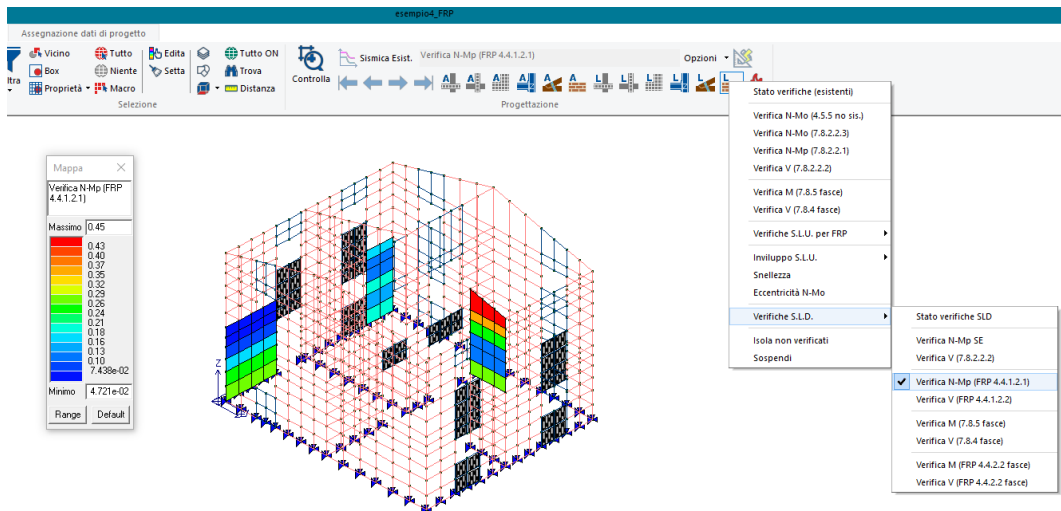 esempio4_FRP
Assegnazione dati di progetto
ltra
Vicino
Tutto
Edita
Tutto ON
Box
Niente
Setta
Trova
Proprietà
Macro
Distanza
Selezione
Controlla
Sismica Esist.
Verifica N-Mp (FRP 4.4.1.2.1)
Opzioni
A A A A A A L L L L L L
Progettazione
Mappa
Verifica N-Mp (FRP
4.4.1.2.1)
Massimo 0.45
0.43
0.40
0.37
0.35
0.32
0.29
0.26
0.24
0.21
0.18
0.16
0.13
0.10
7.438e-02
Minimo 4.721e-02
Range Default
Z
Stato verifiche (esistenti)
Verifica N-Mo (4.5.5 no sis.)
Verifica N-Mo (7.8.2.2.3)
Verifica N-Mp (7.8.2.2.1)
Verifica V (7.8.2.2.2)
Verifica M (7.8.5 fasce)
Verifica V (7.8.4 fasce)
Verifiche S.L.U. per FRP
Inviluppo S.L.U.
Snellezza
Eccentricità N-Mo
Verifiche S.L.D.
Isola non verificati
Sospendi
Stato verifiche SLD
Verifica N-Mp SE
Verifica V (7.8.2.2.2)
Verifica N-Mp (FRP 4.4.1.2.1)
Verifica V (FRP 4.4.1.2.2)
Verifica M (7.8.5 fasce)
Verifica V (7.8.4 fasce)
Verifica M (FRP 4.4.2.2 fasce)
Verifica V (FRP 4.4.2.2 fasce)